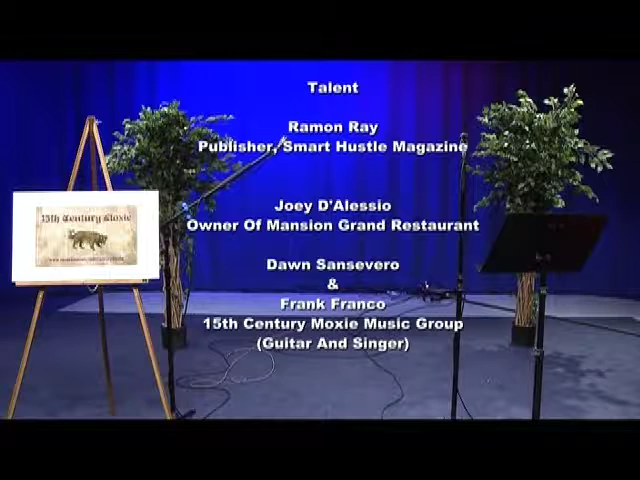 Talent
Ramon Ray
Publisher, Smart Hustle Magazine
Joey D'Alessio
Owner Of Mansion Grand Restaurant
Dawn Sansevero
&
Frank Franco
15th Century Moxie Music Group
(Guitar And Singer)
15th Century Moxie